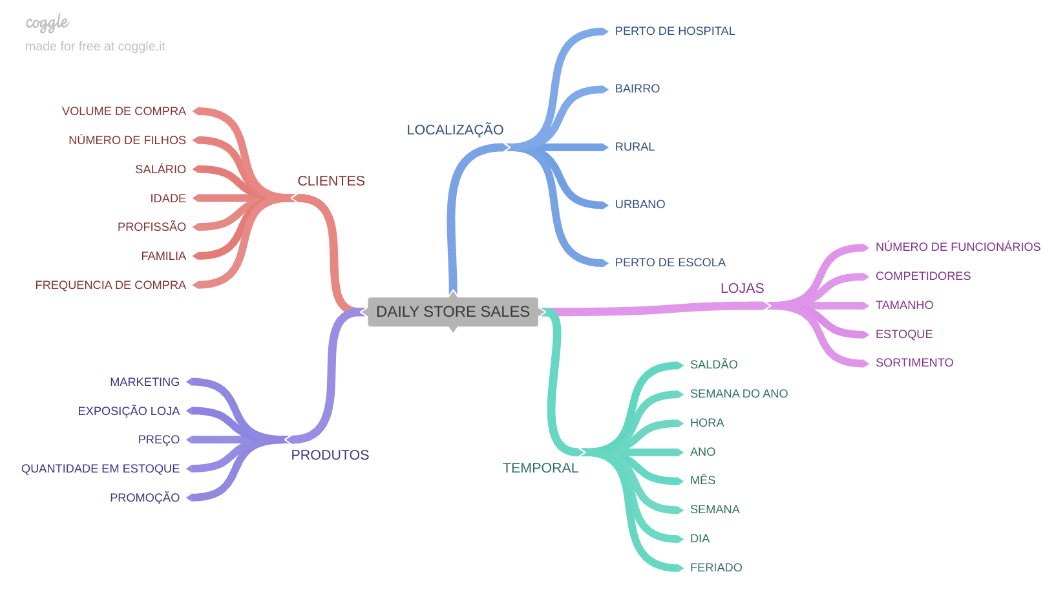 coggle
made for free at coggle.it
DAILY STORE SALES
CLIENTES
VOLUME DE COMPRA
NÚMERO DE FILHOS
SALÁRIO
IDADE
PROFISSÃO
FAMILIA
FREQUENCIA DE COMPRA
PRODUTOS
MARKETING
EXPOSIÇÃO LOJA
PREÇO
QUANTIDADE EM ESTOQUE
PROMOÇÃO
LOCALIZAÇÃO
PERTO DE HOSPITAL
BAIRRO
RURAL
URBANO
PERTO DE ESCOLA
LOJAS
NÚMERO DE FUNCIONÁRIOS
COMPETIDORES
TAMANHO
ESTOQUE
SORTIMENTO
TEMPORAL
SALDÃO
SEMANA DO ANO
HORA
ANO
MÊS
SEMANA
DIA
FERIADO